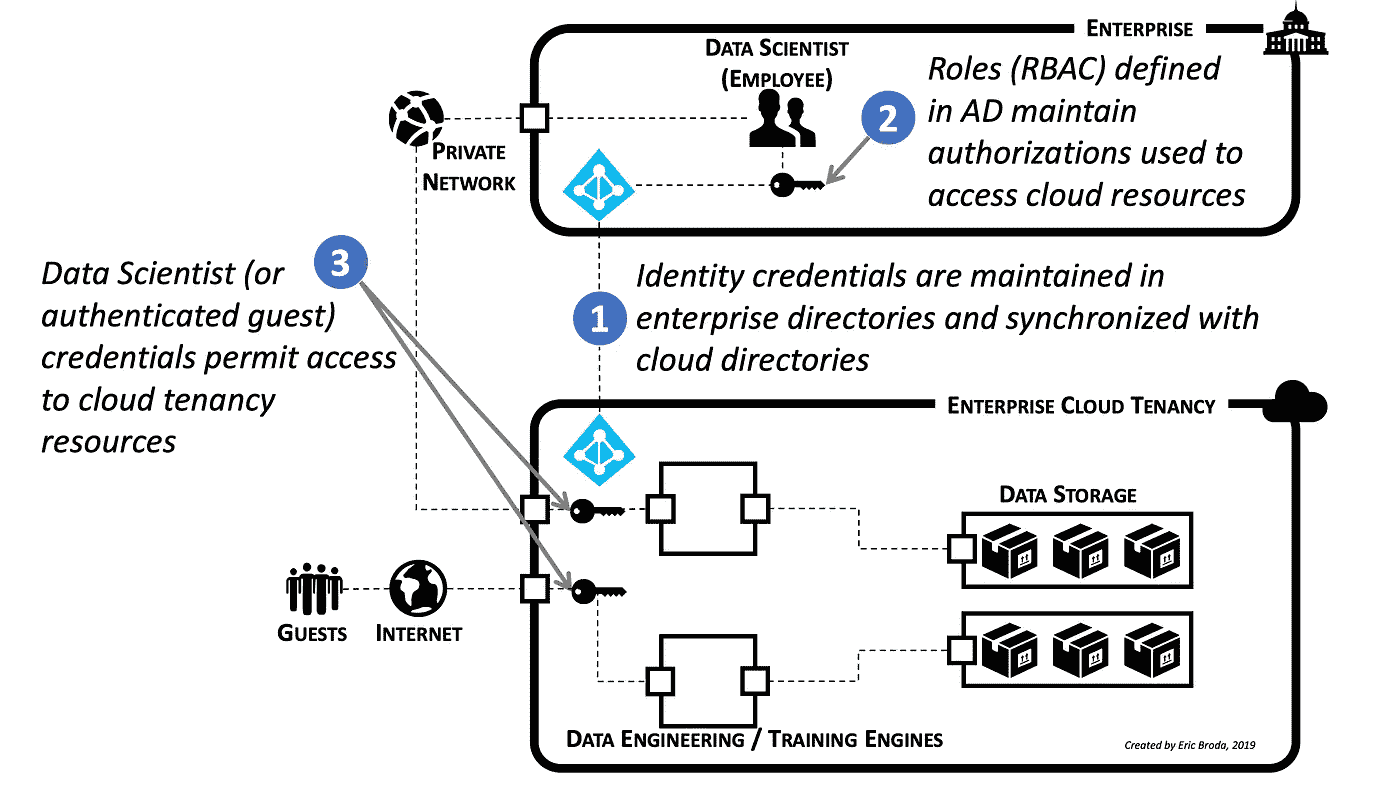 ENTERPRISE
DATA SCIENTIST
(EMPLOYEE)
2
Roles (RBAC) defined
in AD maintain
authorizations used to
access cloud resources
PRIVATE
NETWORK
3
Data Scientist (or
authenticated guest)
credentials permit access
to cloud tenancy
resources
1
Identity credentials are maintained in
enterprise directories and synchronized with
cloud directories
ENTERPRISE CLOUD TENANCY
DATA STORAGE
GUESTS
INTERNET
DATA ENGINEERING / TRAINING ENGINES
Created by Eric Broda, 2019